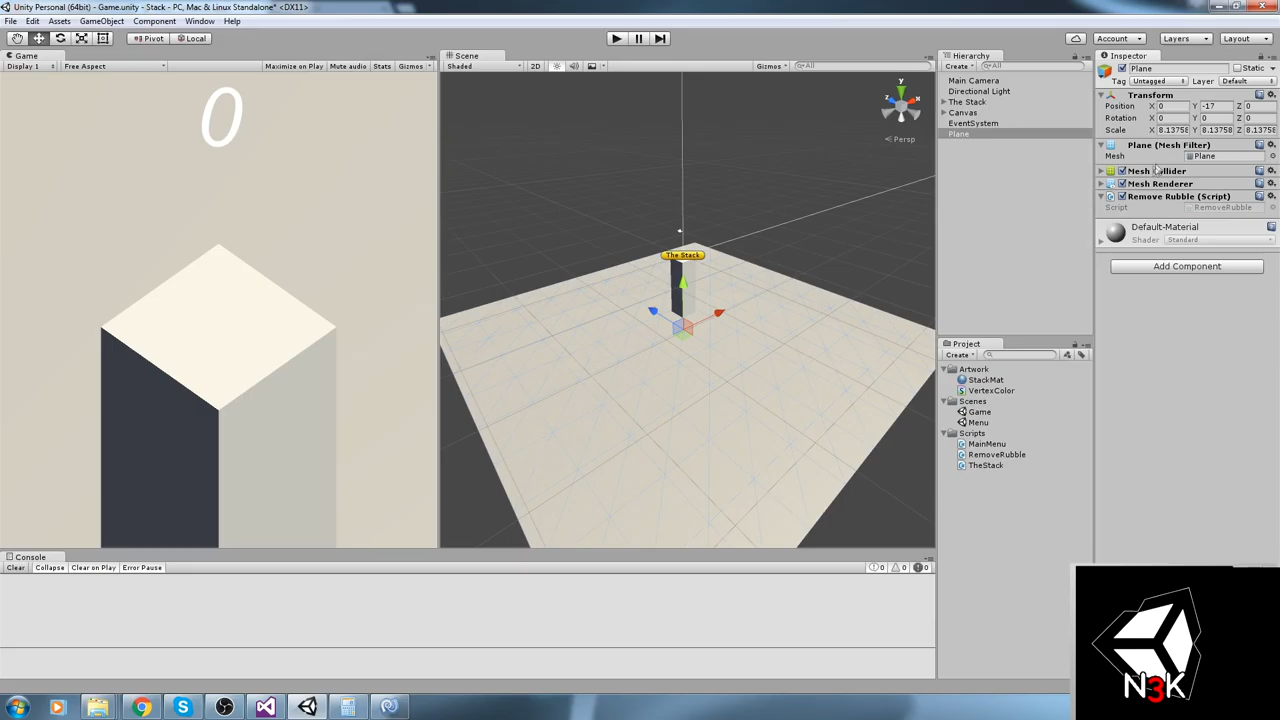 Unity Personal (64bit) - Game.unity - Stack - PC, Mac & Linux Standalone* <DX11>
File Edit Assets GameObject Component Window Help
Pivot Local Account Layers Layout
Game
Display 1 Free Aspect Maximize on Play Mute audio Stats Gizmos
0
Scene
Shaded 2D Gizmos All
y
z x
Persp
The Stack
Hierarchy
Create All
Main Camera
Directional Light
The Stack
Canvas
EventSystem
Plane
Project
Create
Artwork
StackMat
VertexColor
Scenes
Game
Menu
Scripts
MainMenu
RemoveRubble
TheStack
Inspector
Plane Static
Tag Untagged Layer Default
Transform
Position X 0 Y -17 Z 0
Rotation X 0 Y 0 Z 0
Scale X 8.13758 Y 8.13758 Z 8.13758
Plane (Mesh Filter)
Mesh Plane
Mesh Collider
Mesh Renderer
Remove Rubble (Script)
Script RemoveRubble
Default-Material
Shader Standard
Add Component
Console
Clear Collapse Clear on Play Error Pause 0 0 0
N3K